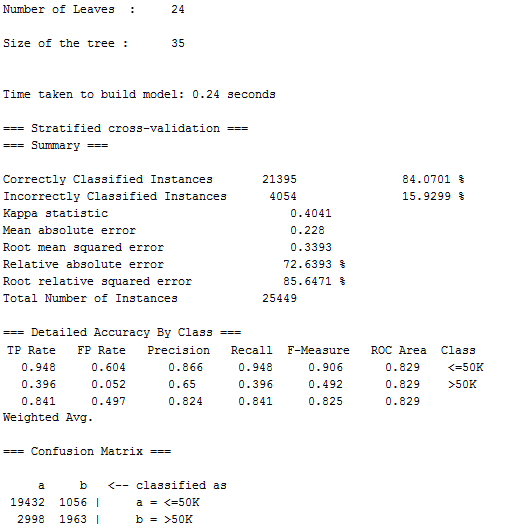 Number of Leaves  :     24
Size of the tree :      35
Time taken to build model: 0.24 seconds
=== Stratified cross-validation ===
=== Summary ===
Correctly Classified Instances       21395               84.0701 %
Incorrectly Classified Instances      4054               15.9299 %
Kappa statistic                          0.4041
Mean absolute error                      0.228
Root mean squared error                  0.3393
Relative absolute error                 72.6393 %
Root relative squared error             85.6471 %
Total Number of Instances            25449
=== Detailed Accuracy By Class ===
TP Rate   FP Rate   Precision   Recall  F-Measure   ROC Area  Class
0.948     0.604      0.866     0.948     0.906      0.829    <=50K
0.396     0.052      0.65      0.396     0.492      0.829    >50K
0.841     0.497      0.824     0.841     0.825      0.829
Weighted Avg.
=== Confusion Matrix ===
a     b   <-- classified as
19432  1056 |     a = <=50K
2998  1963 |     b = >50K